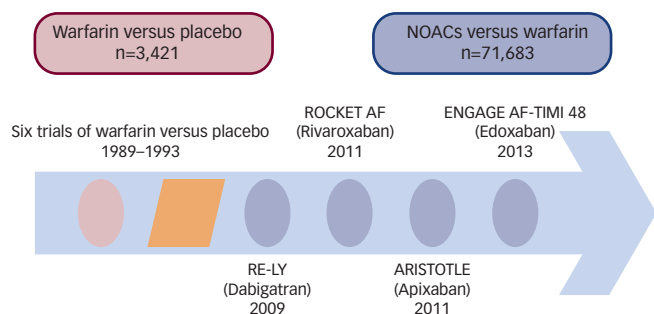 Warfarin versus placebo
n=3,421
NOACs versus warfarin
n=71,683
Six trials of warfarin versus placebo
1989–1993
ROCKET AF
(Rivaroxaban)
2011
ENGAGE AF-TIMI 48
(Edoxaban)
2013
RE-LY
(Dabigatran)
2009
ARISTOTLE
(Apixaban)
2011